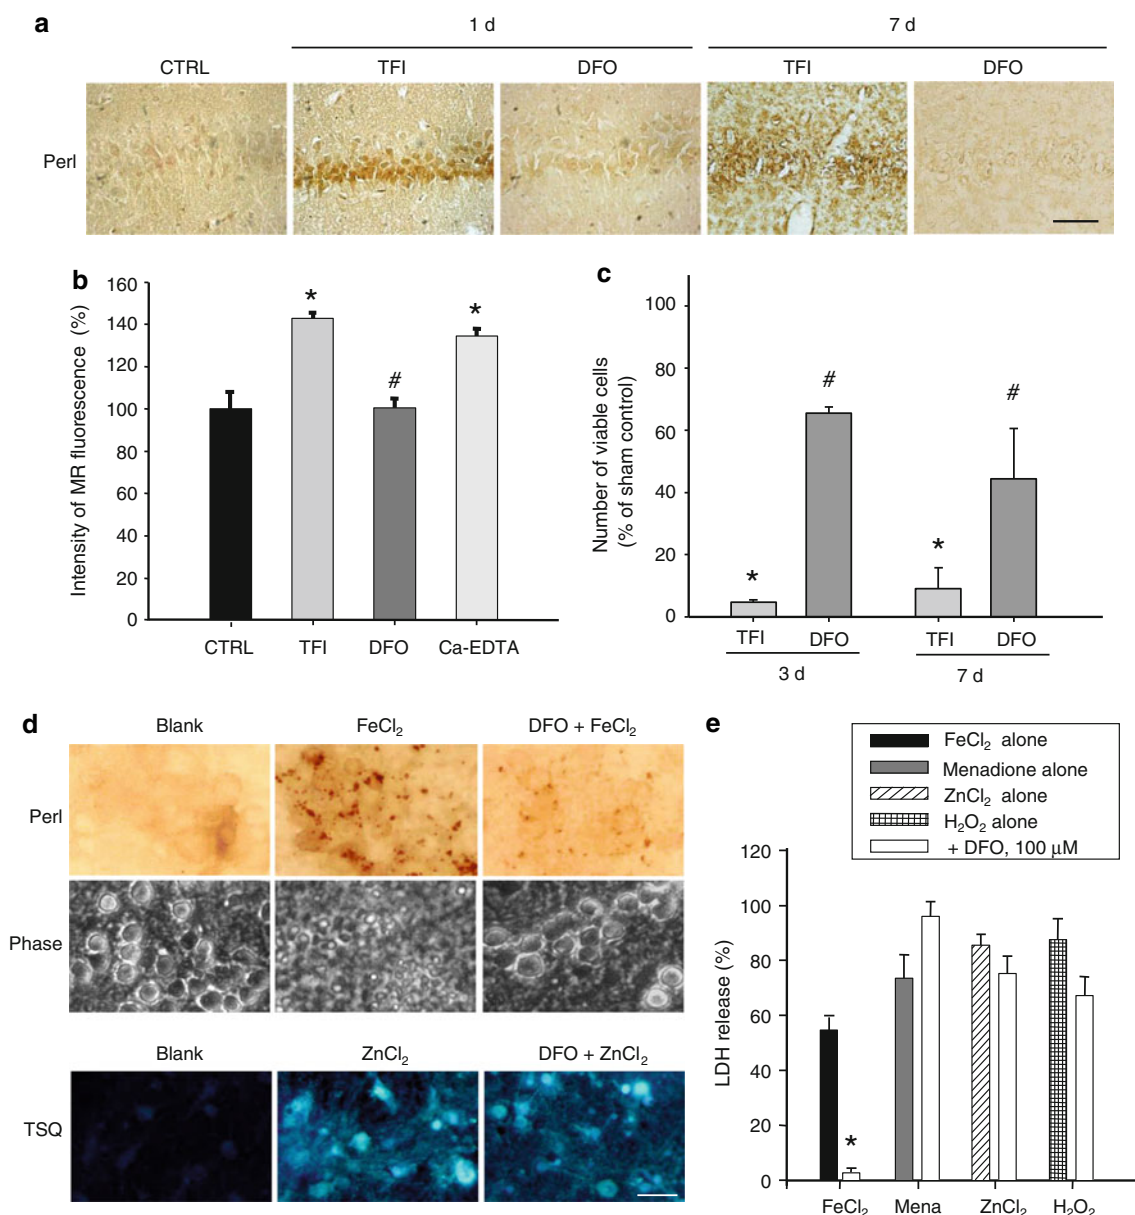 a
1 d
7 d
CTRL
TFI
DFO
TFI
DFO
Perl
b
Intensity of MR fluorescence (%)
160
140
120
100
80
60
40
20
0
*
#
*
CTRL
TFI
DFO
Ca-EDTA
c
Number of viable cells
(% of sham control)
100
80
60
40
20
0
*
#
*
#
TFI
DFO
TFI
DFO
3 d
7 d
d
Blank
FeCl₂
DFO + FeCl₂
Perl
Phase
Blank
ZnCl₂
DFO + ZnCl₂
TSQ
e
FeCl₂ alone
Menadione alone
ZnCl₂ alone
H₂O₂ alone
+ DFO, 100 μM
LDH release (%)
120
100
80
60
40
20
0
*
FeCl₂
Mena
ZnCl₂
H₂O₂